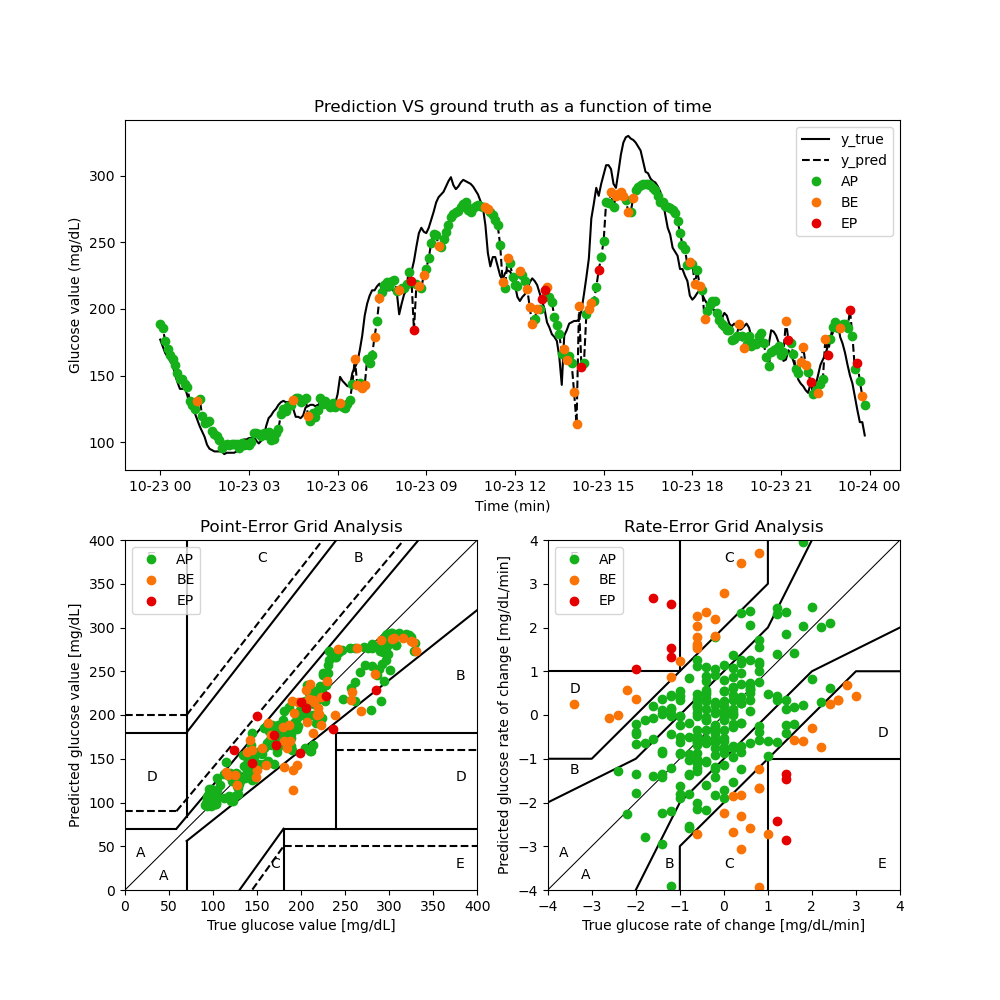 Prediction VS ground truth as a function of time
Glucose value (mg/dL)
300
250
200
150
100
y_true
y_pred
AP
BE
EP
10-23 00 10-23 03 10-23 06 10-23 09 10-23 12 10-23 15 10-23 18 10-23 21 10-24 00
Time (min)
Point-Error Grid Analysis
Predicted glucose value [mg/dL]
400
350
300
250
200
150
100
50
0
AP
BE
EP
C
B
B
D
D
A
A
C
E
0 50 100 150 200 250 300 350 400
True glucose value [mg/dL]
Rate-Error Grid Analysis
Predicted glucose rate of change [mg/dL/min]
4
3
2
1
0
−1
−2
−3
−4
AP
BE
EP
C
D
D
B
A
A
B
C
E
−4 −3 −2 −1 0 1 2 3 4
True glucose rate of change [mg/dL/min]